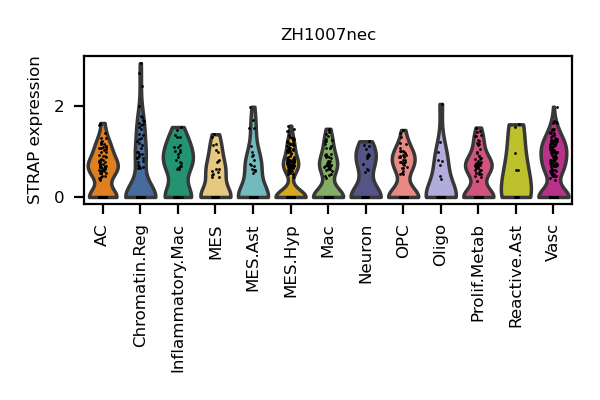 ZH1007nec
STRAP expression
2
0
AC
Chromatin.Reg
Inflammatory.Mac
MES
MES.Ast
MES.Hyp
Mac
Neuron
OPC
Oligo
Prolif.Metab
Reactive.Ast
Vasc